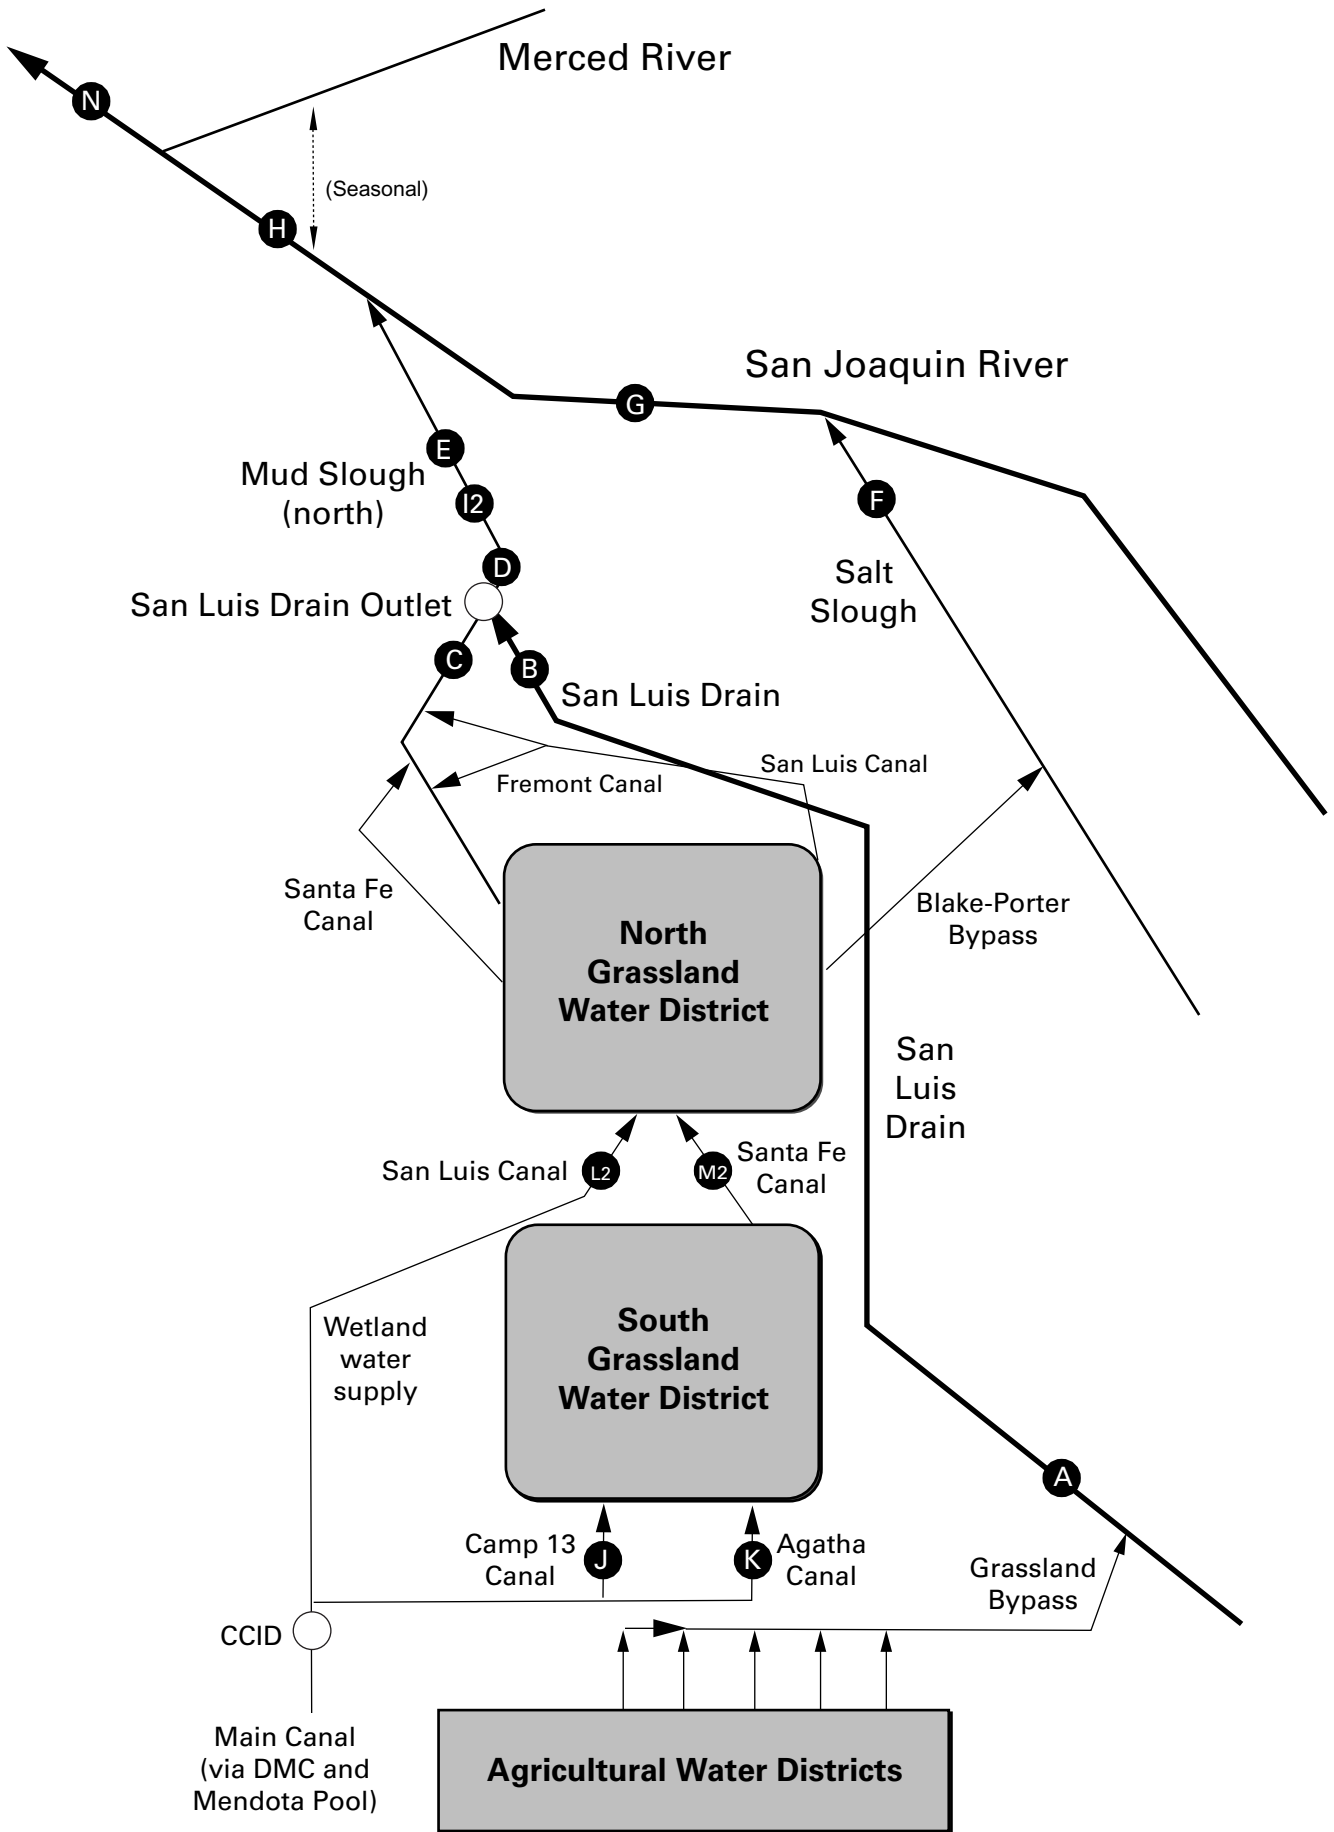 Merced River
N
(Seasonal)
H
San Joaquin River
G
E
Mud Slough
(north)
I2
F
D
Salt
Slough
San Luis Drain Outlet
C
B
San Luis Drain
San Luis Canal
Fremont Canal
Santa Fe
Canal
Blake-Porter
Bypass
North
Grassland
Water District
San
Luis
Drain
San Luis Canal
L2
M2
Santa Fe
Canal
Wetland
water
supply
South
Grassland
Water District
A
Camp 13
Canal
J
K
Agatha
Canal
Grassland
Bypass
CCID
Main Canal
(via DMC and
Mendota Pool)
Agricultural Water Districts